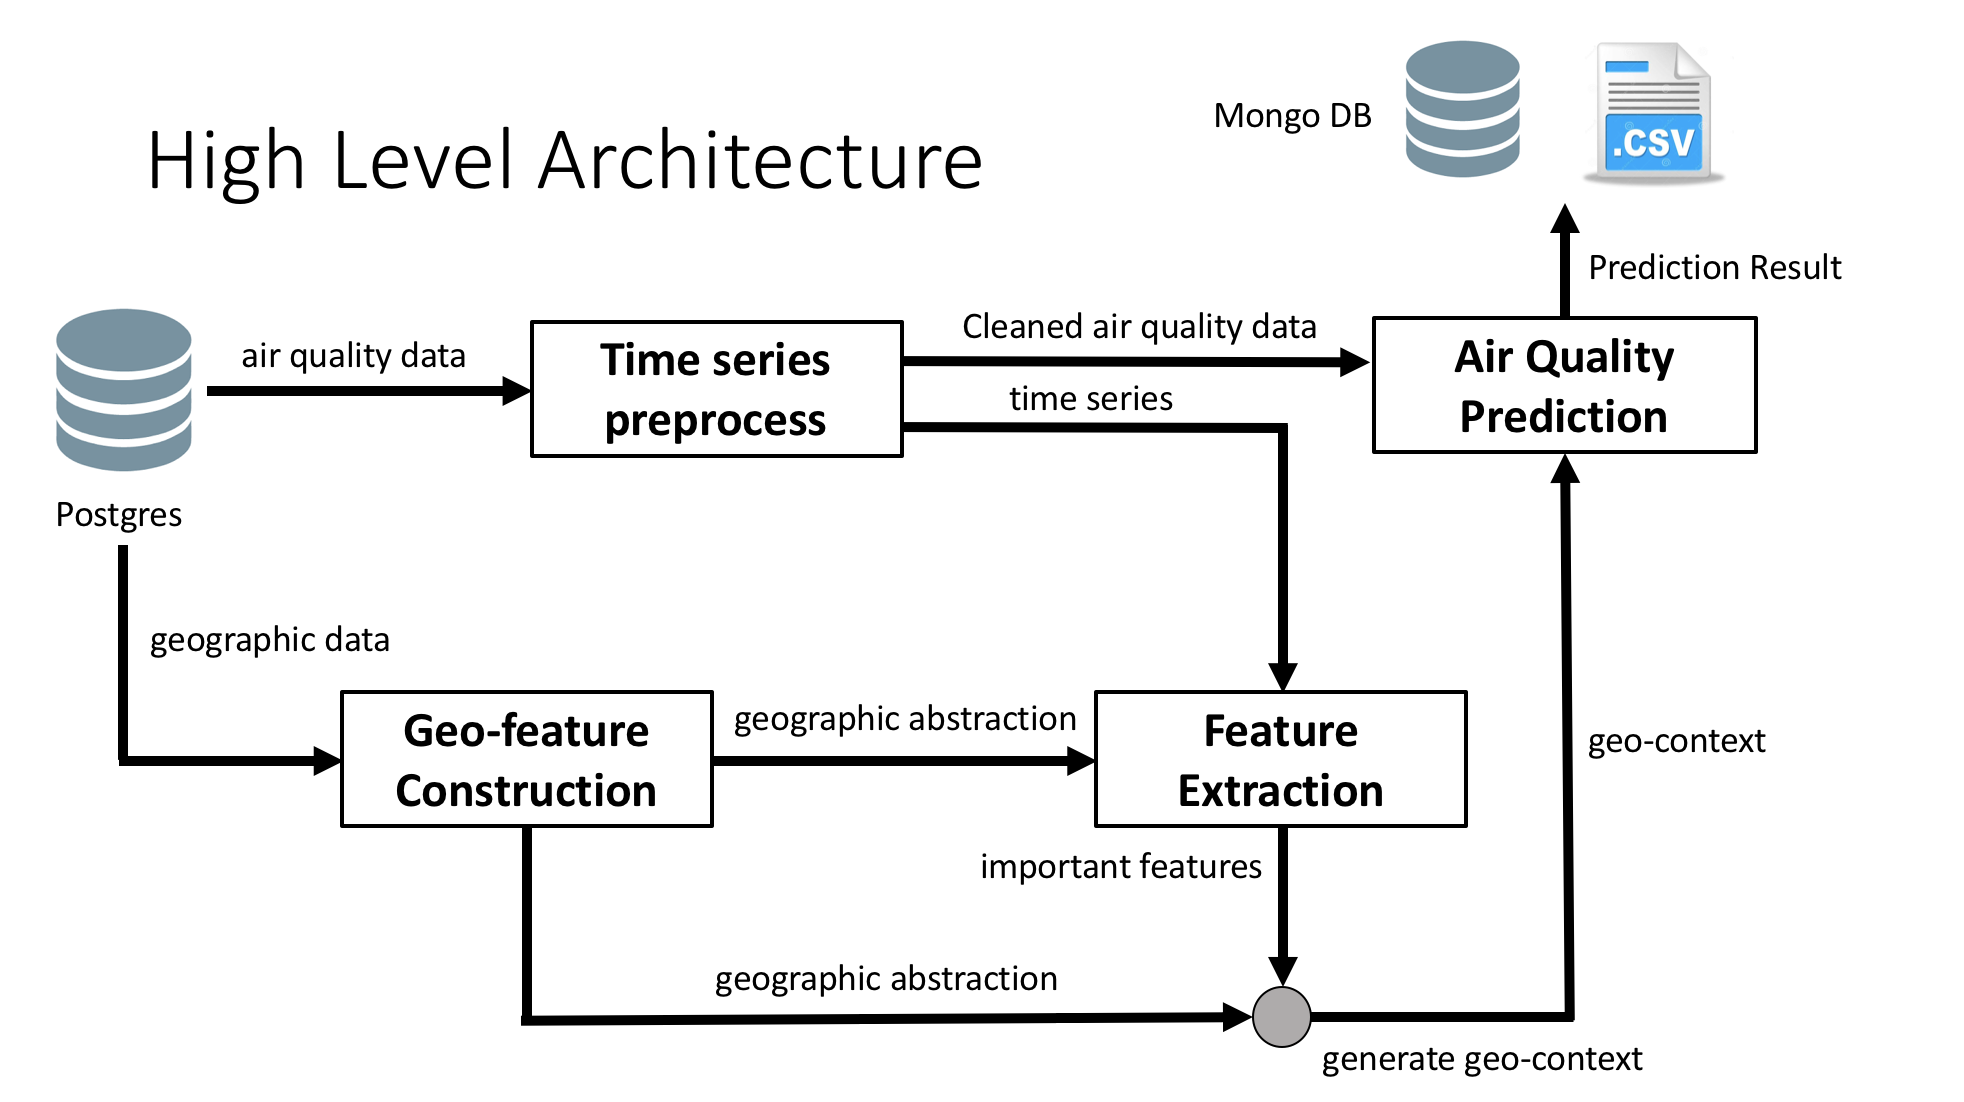 High Level Architecture
Mongo DB
.CSV
Prediction Result
air quality data
Time series
preprocess
Cleaned air quality data
time series
Air Quality
Prediction
Postgres
geographic data
Geo-feature
Construction
geographic abstraction
Feature
Extraction
geo-context
important features
geographic abstraction
generate geo-context